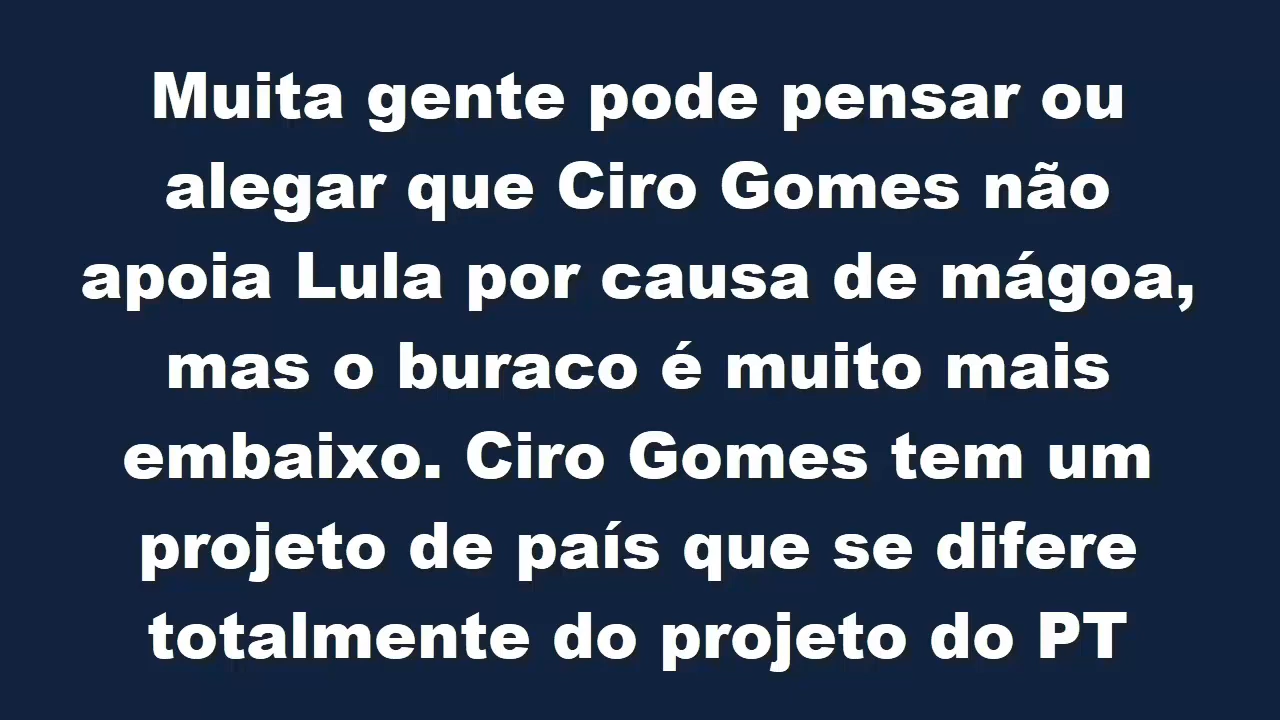 Muita gente pode pensar ou
alegar que Ciro Gomes não
apoia Lula por causa de mágoa,
mas o buraco é muito mais
embaixo. Ciro Gomes tem um
projeto de país que se difere
totalmente do projeto do PT